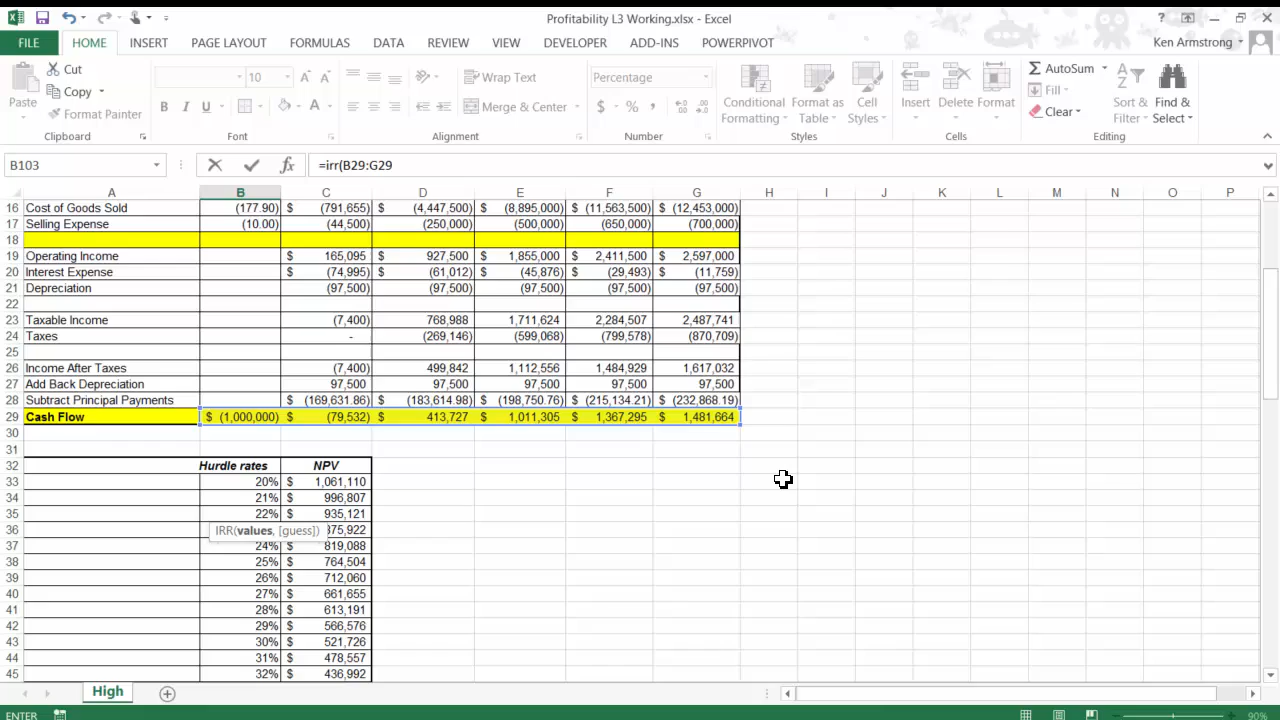 Profitability L3 Working.xlsx - Excel
FILE HOME INSERT PAGE LAYOUT FORMULAS DATA REVIEW VIEW DEVELOPER ADD-INS POWERPIVOT Ken Armstrong
Cut
Copy
Format Painter
Paste
10
Wrap Text
Merge & Center
Percentage
Conditional Formatting
Format as Table
Cell Styles
Insert Delete Format
AutoSum
Fill
Clear
Sort & Filter
Find & Select
Clipboard Font Alignment Number Styles Cells Editing
B103 =irr(B29:G29
A B C D E F G H I J K L M N O P
16 Cost of Goods Sold (177.90) $ (791,655) $ (4,447,500) $ (8,895,000) $ (11,563,500) $ (12,453,000)
17 Selling Expense (10.00) (44,500) (250,000) (500,000) (650,000) (700,000)
18
19 Operating Income $ 165,095 $ 927,500 $ 1,855,000 $ 2,411,500 $ 2,597,000
20 Interest Expense $ (74,995) $ (61,012) $ (45,876) $ (29,493) $ (11,759)
21 Depreciation (97,500) (97,500) (97,500) (97,500) (97,500)
22
23 Taxable Income (7,400) 768,988 1,711,624 2,284,507 2,487,741
24 Taxes - (269,146) (599,068) (799,578) (870,709)
25
26 Income After Taxes (7,400) 499,842 1,112,556 1,484,929 1,617,032
27 Add Back Depreciation 97,500 97,500 97,500 97,500 97,500
28 Subtract Principal Payments $ (169,631.86) $ (183,614.98) $ (198,750.76) $ (215,134.21) $ (232,868.19)
29 Cash Flow $ (1,000,000) $ (79,532) $ 413,727 $ 1,011,305 $ 1,367,295 $ 1,481,664
30
31
32 Hurdle rates NPV
33 20% $ 1,061,110
34 21% $ 996,807
35 22% $ 935,121
36 IRR(values, [guess]) 375,922
37 24% $ 819,088
38 25% $ 764,504
39 26% $ 712,060
40 27% $ 661,655
41 28% $ 613,191
42 29% $ 566,576
43 30% $ 521,726
44 31% $ 478,557
45 32% $ 436,992
High
ENTER 90%